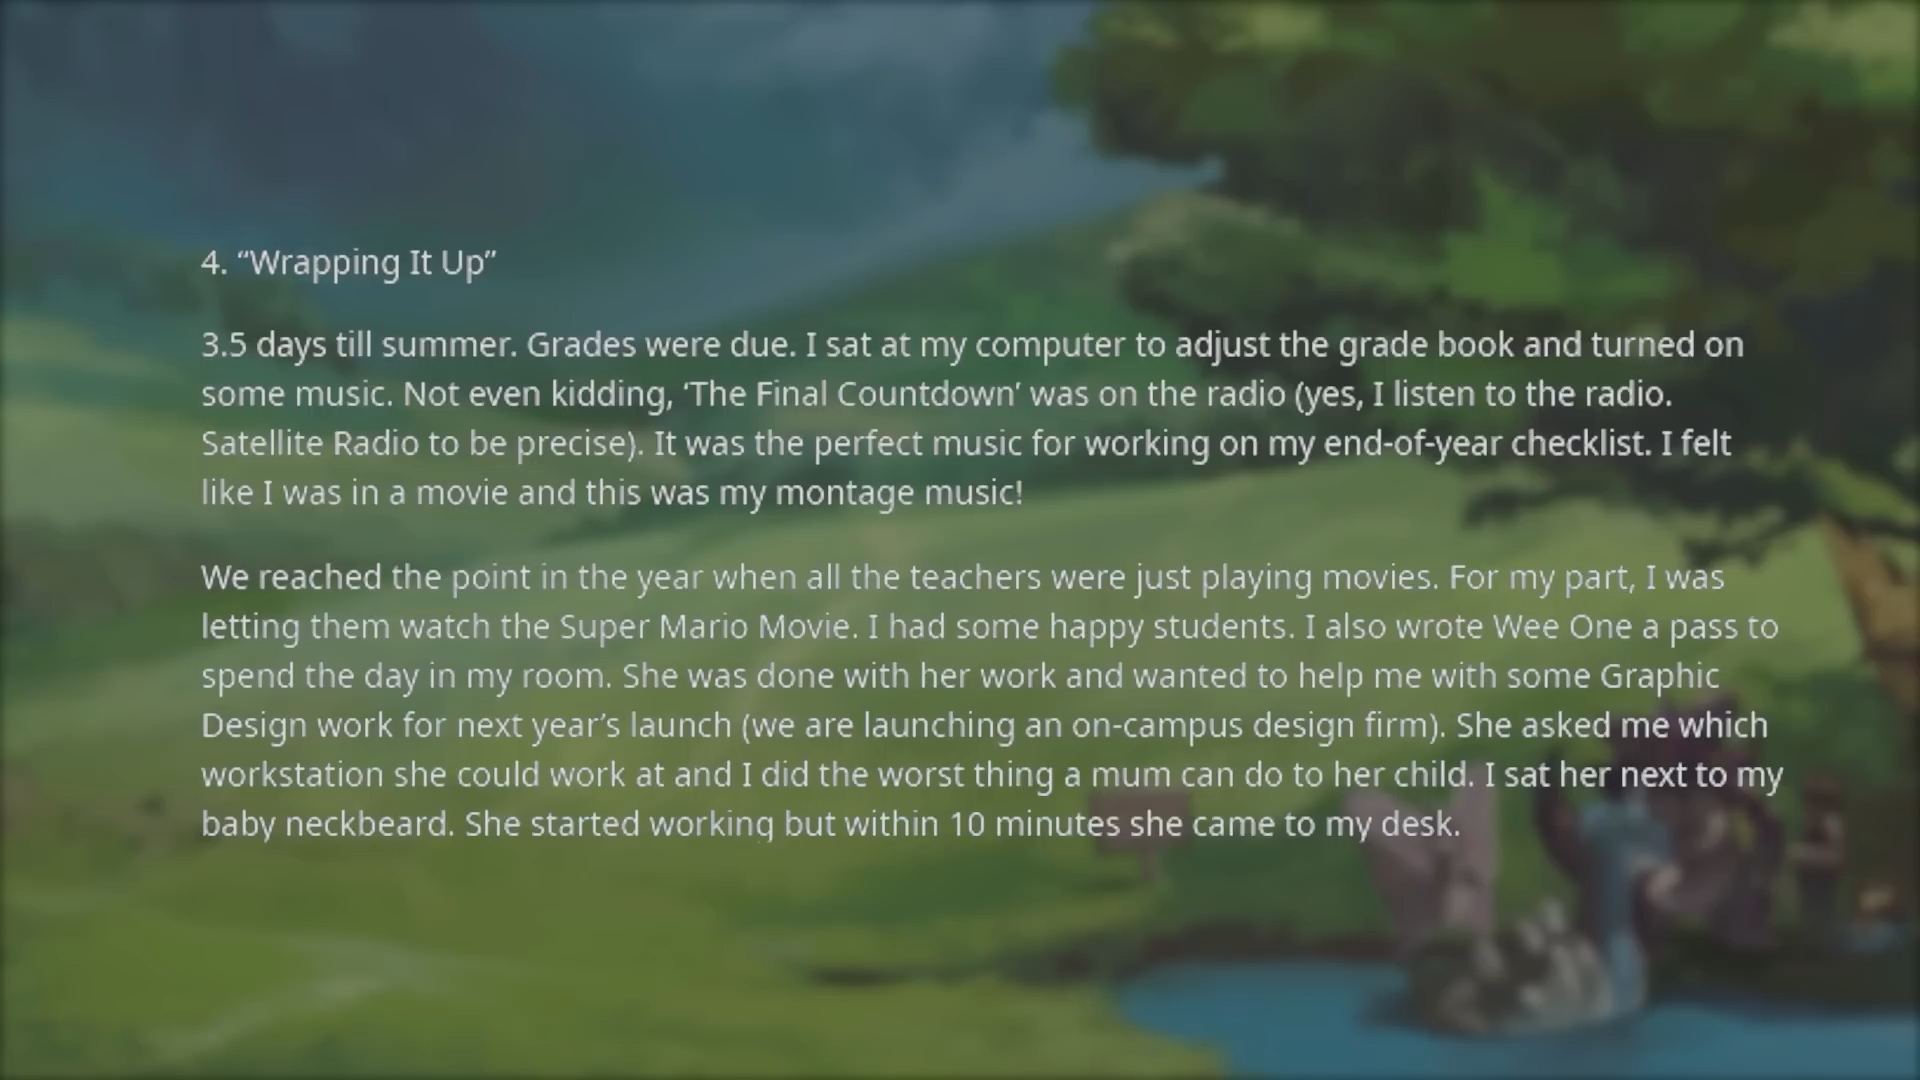 4. “Wrapping It Up”
3.5 days till summer. Grades were due. I sat at my computer to adjust the grade book and turned on
some music. Not even kidding, ‘The Final Countdown’ was on the radio (yes, I listen to the radio.
Satellite Radio to be precise). It was the perfect music for working on my end-of-year checklist. I felt
like I was in a movie and this was my montage music!
We reached the point in the year when all the teachers were just playing movies. For my part, I was
letting them watch the Super Mario Movie. I had some happy students. I also wrote Wee One a pass to
spend the day in my room. She was done with her work and wanted to help me with some Graphic
Design work for next year’s launch (we are launching an on-campus design firm). She asked me which
workstation she could work at and I did the worst thing a mum can do to her child. I sat her next to my
baby neckbeard. She started working but within 10 minutes she came to my desk.